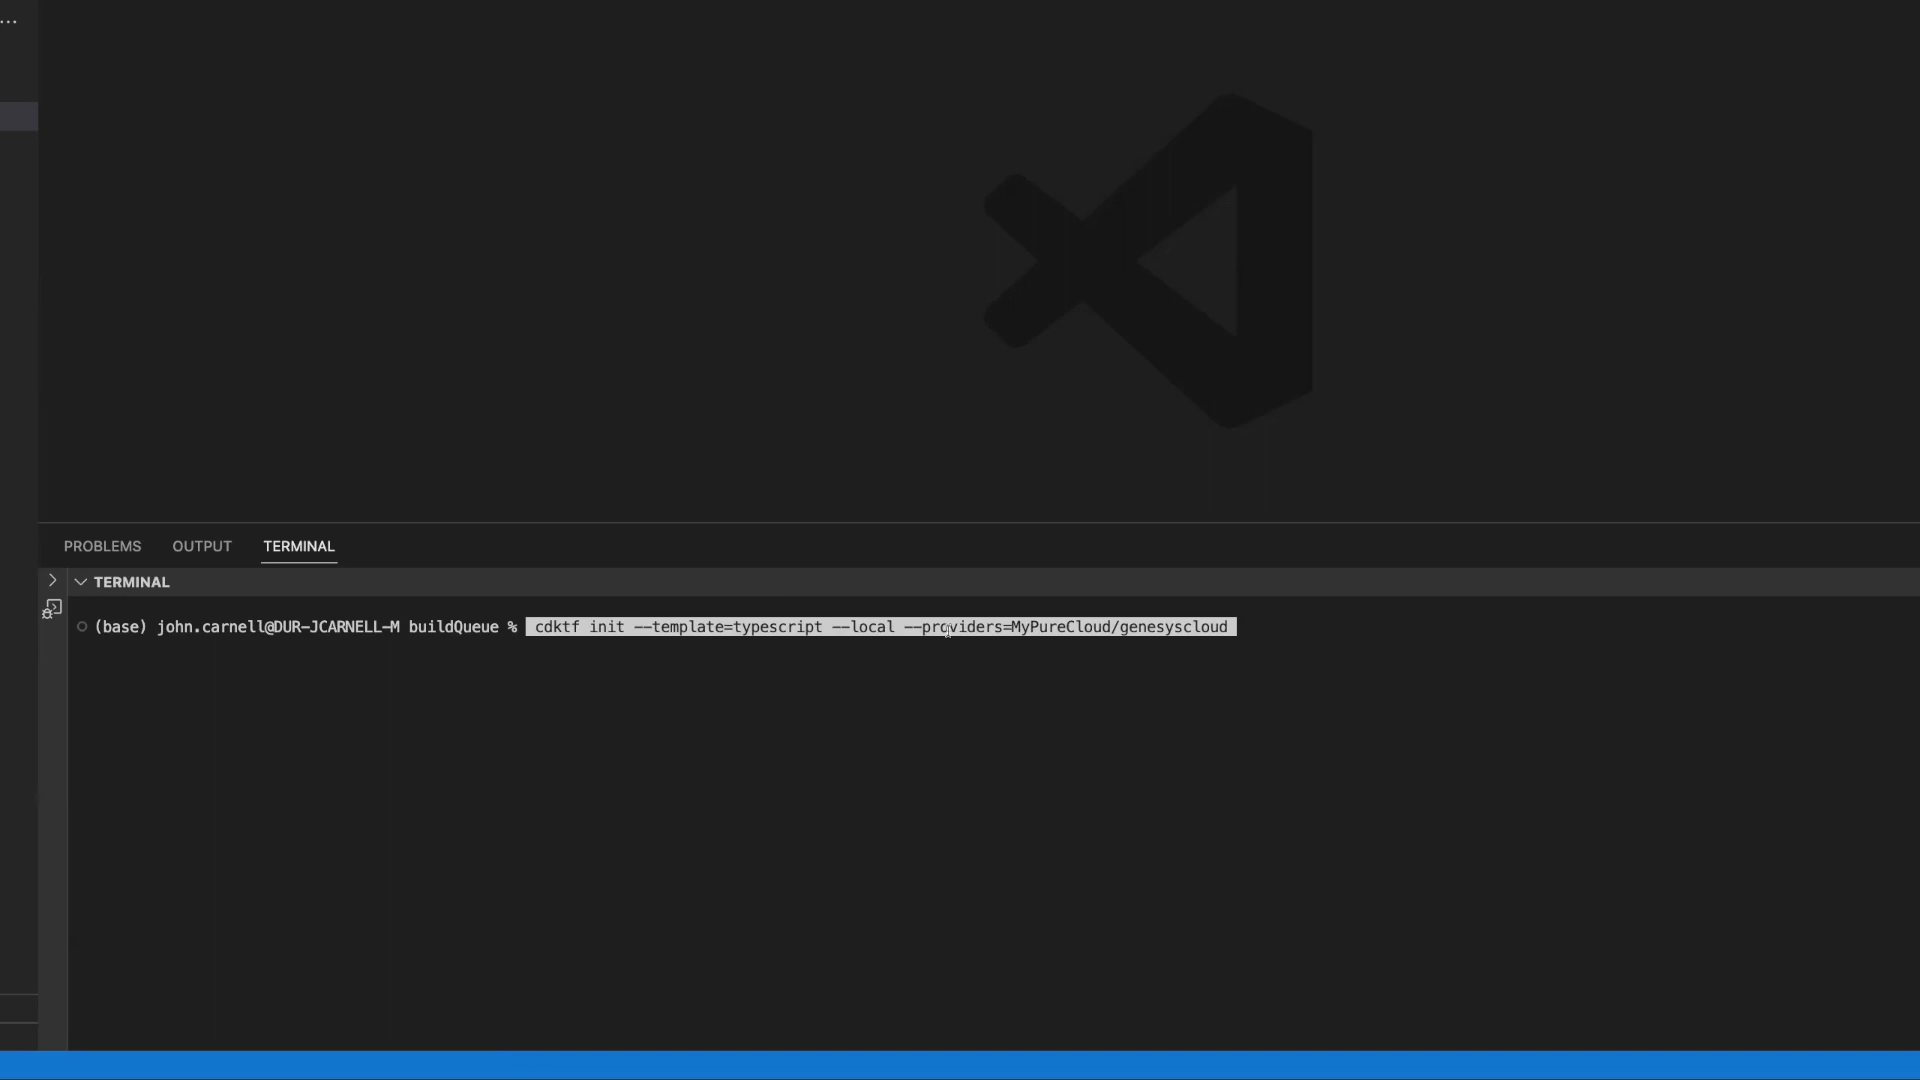 ...
PROBLEMS OUTPUT TERMINAL
TERMINAL
(base) john.carnell@DUR-JCARNELL-M buildQueue % cdktf init --template=typescript --local --providers=MyPureCloud/genesyscloud